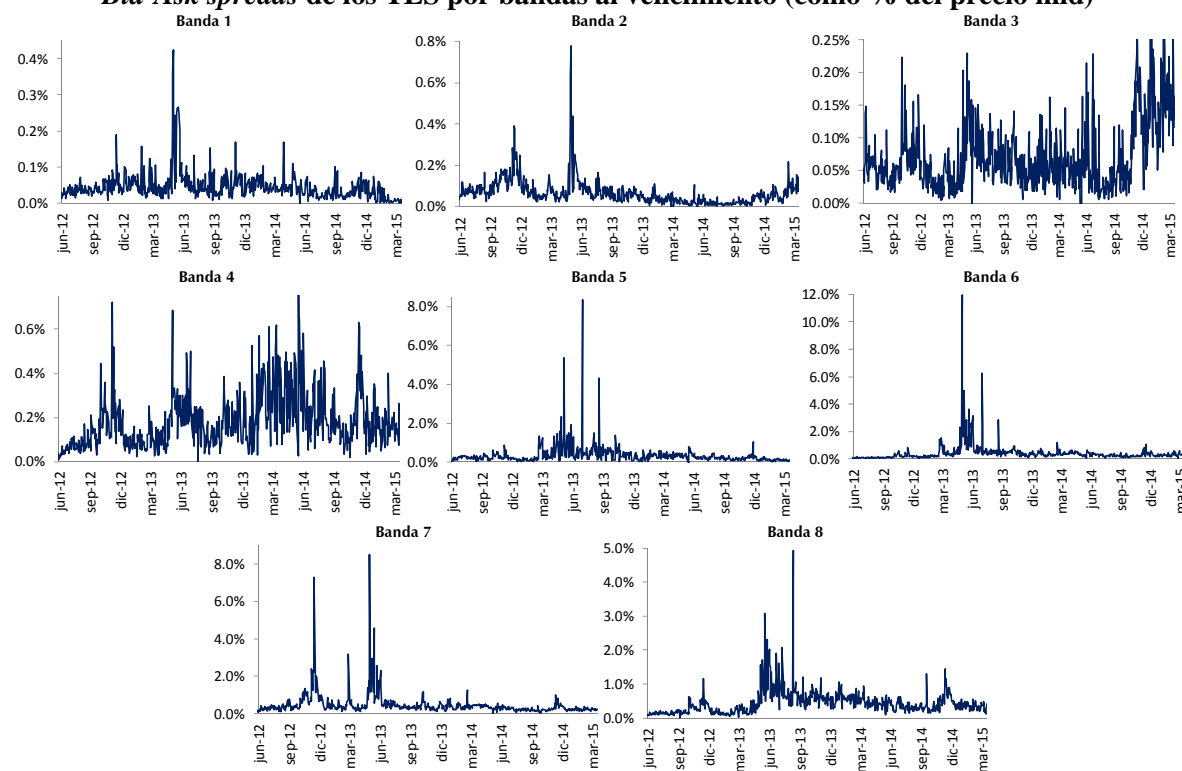 Bid-Ask spreads de los TES por bandas al vencimiento (como % del precio mid)
Banda 1
0.4%
0.3%
0.2%
0.1%
0.0%
jun-12 sep-12 dic-12 mar-13 jun-13 sep-13 dic-13 mar-14 jun-14 sep-14 dic-14 mar-15
Banda 2
0.8%
0.6%
0.4%
0.2%
0.0%
jun-12 sep-12 dic-12 mar-13 jun-13 sep-13 dic-13 mar-14 jun-14 sep-14 dic-14 mar-15
Banda 3
0.25%
0.20%
0.15%
0.10%
0.05%
0.00%
jun-12 sep-12 dic-12 mar-13 jun-13 sep-13 dic-13 mar-14 jun-14 sep-14 dic-14 mar-15
Banda 4
0.6%
0.4%
0.2%
0.0%
jun-12 sep-12 dic-12 mar-13 jun-13 sep-13 dic-13 mar-14 jun-14 sep-14 dic-14 mar-15
Banda 5
8.0%
6.0%
4.0%
2.0%
0.0%
jun-12 sep-12 dic-12 mar-13 jun-13 sep-13 dic-13 mar-14 jun-14 sep-14 dic-14 mar-15
Banda 6
12.0%
10.0%
8.0%
6.0%
4.0%
2.0%
0.0%
jun-12 sep-12 dic-12 mar-13 jun-13 sep-13 dic-13 mar-14 jun-14 sep-14 dic-14 mar-15
Banda 7
8.0%
6.0%
4.0%
2.0%
0.0%
jun-12 sep-12 dic-12 mar-13 jun-13 sep-13 dic-13 mar-14 jun-14 sep-14 dic-14 mar-15
Banda 8
5.0%
4.0%
3.0%
2.0%
1.0%
0.0%
jun-12 sep-12 dic-12 mar-13 jun-13 sep-13 dic-13 mar-14 jun-14 sep-14 dic-14 mar-15